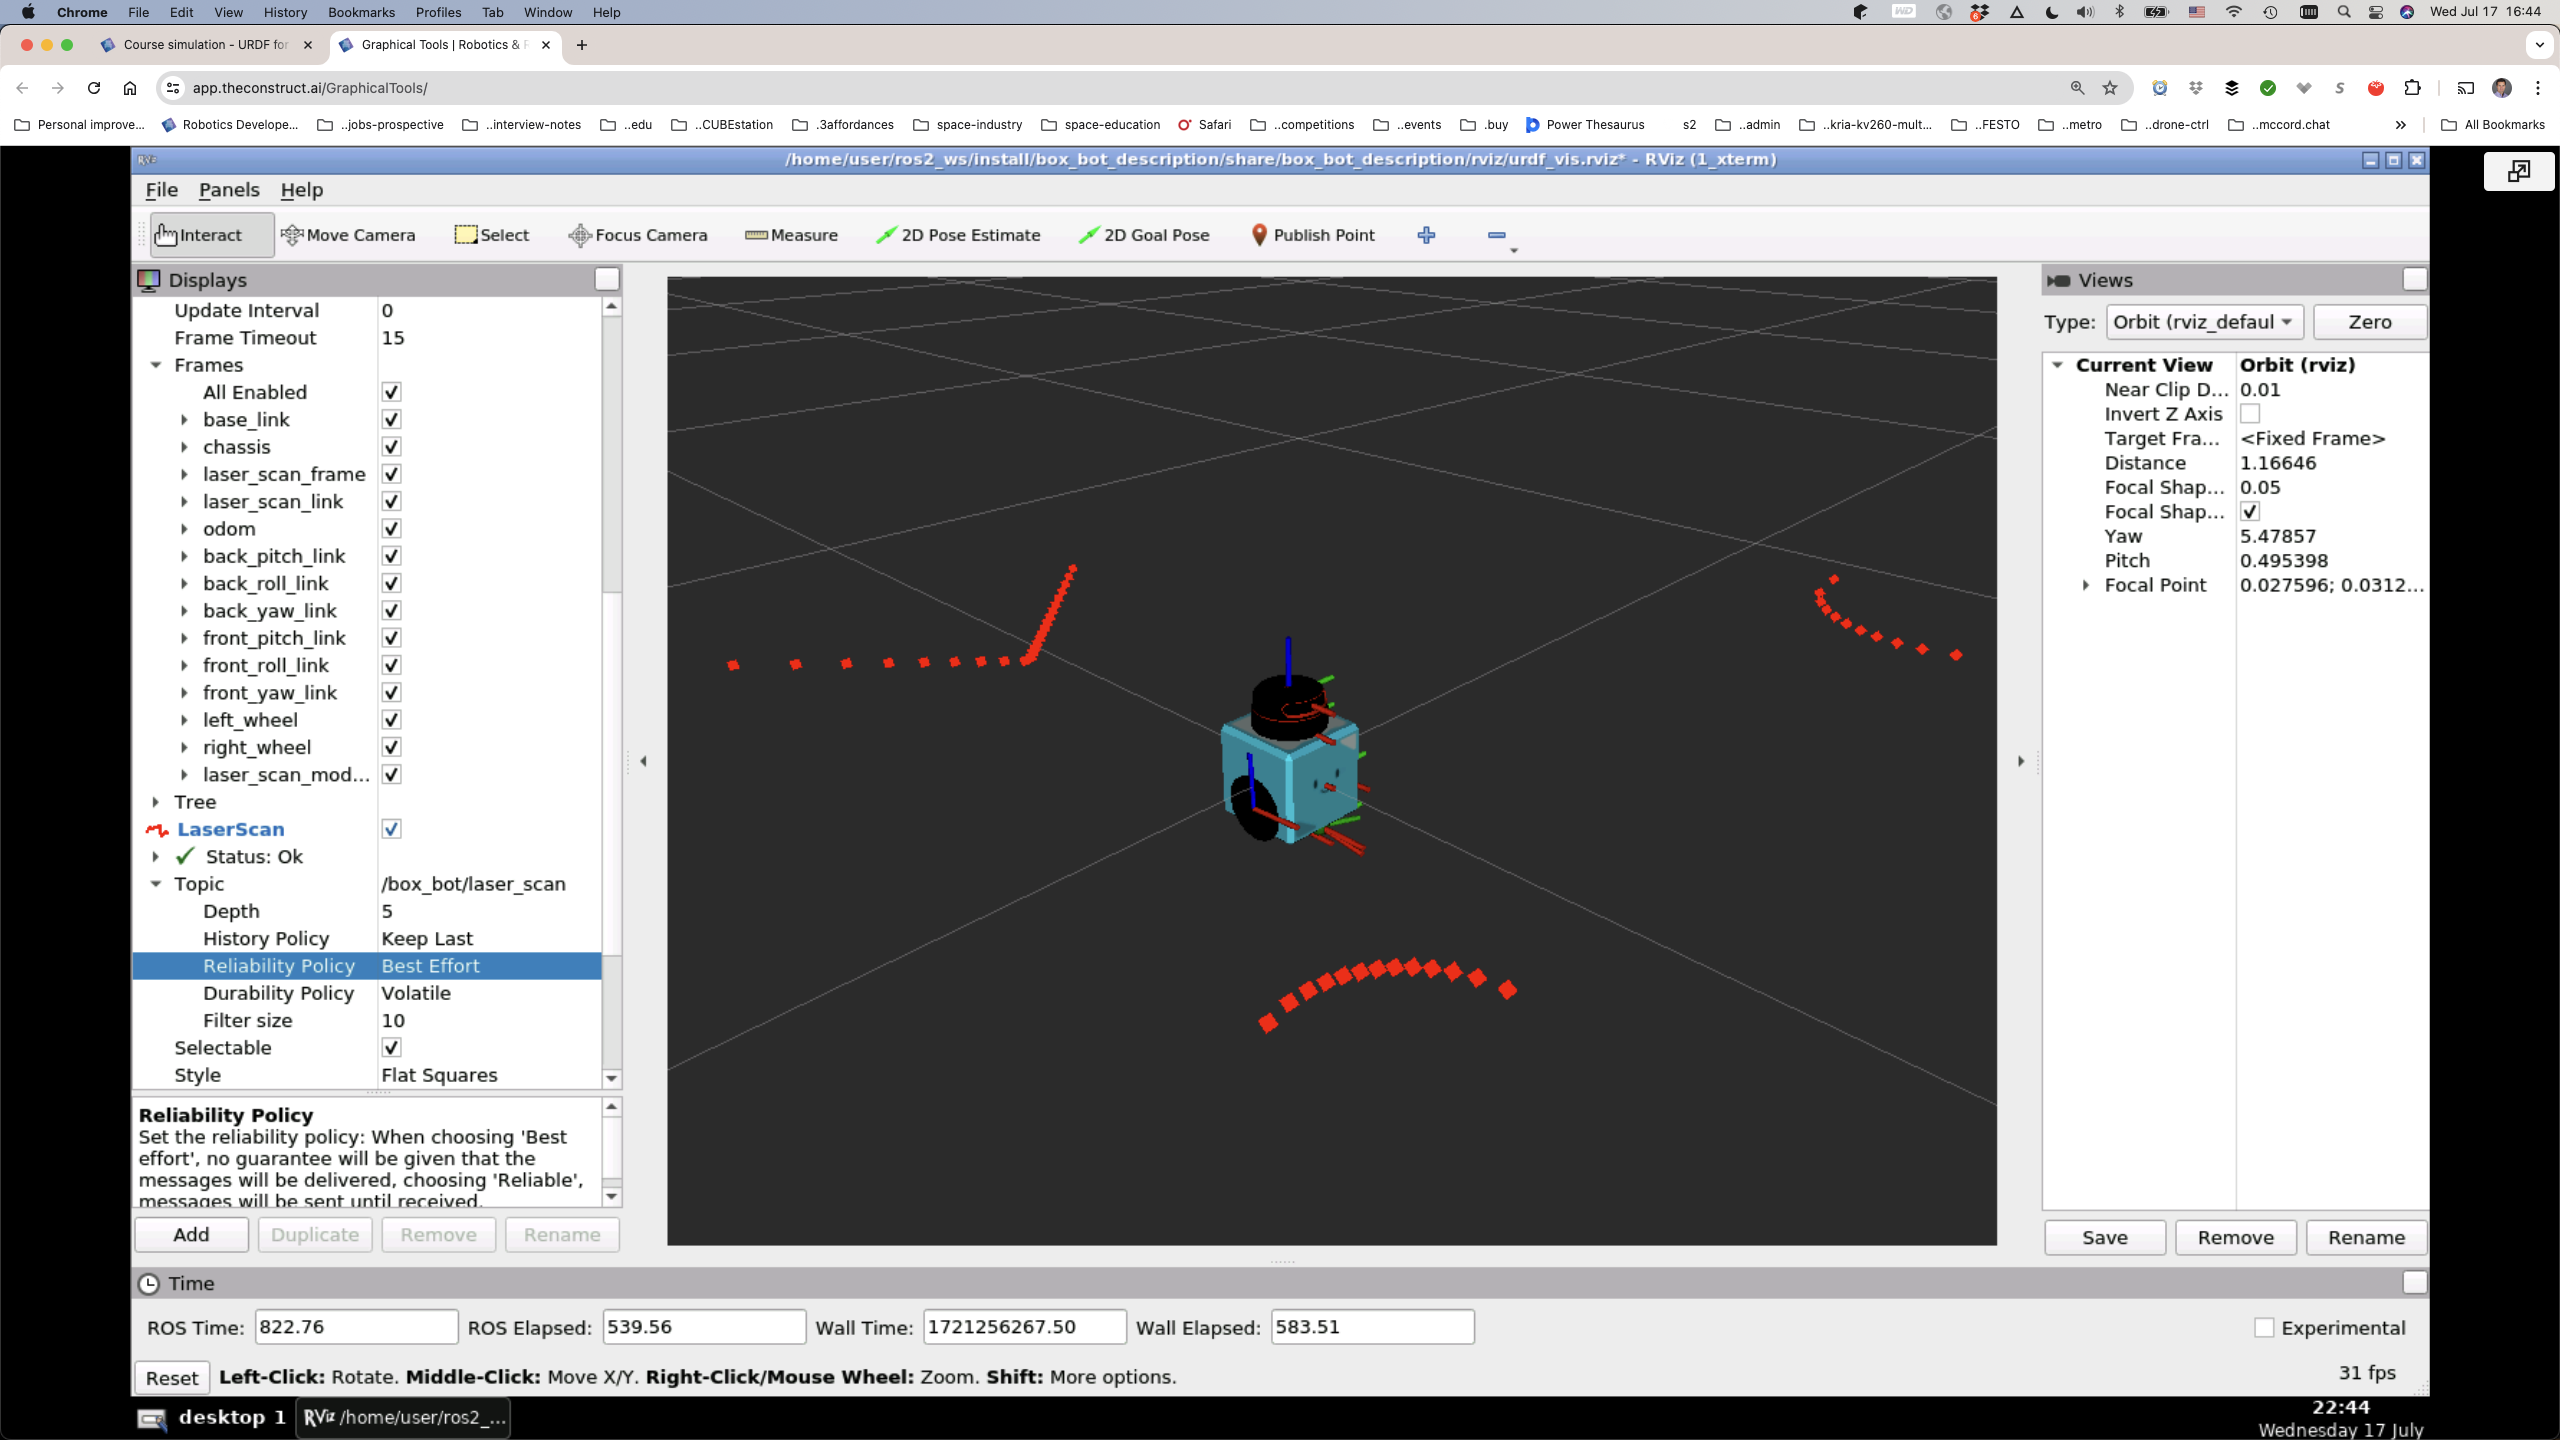 Chrome File Edit View History Bookmarks Profiles Tab Window Help Wed Jul 17 16:44
Course simulation - URDF for Graphical Tools | Robotics & R
app.theconstruct.ai/GraphicalTools/
Personal improve... Robotics Develope... ..jobs-prospective ..interview-notes ..edu ..CUBEstation .3affordances space-industry space-education Safari ..competitions ..events .buy Power Thesaurus s2 ..admin ..kria-kv260-mult... ..FESTO ..metro ..drone-ctrl ..mccord.chat » All Bookmarks
/home/user/ros2_ws/install/box_bot_description/share/box_bot_description/rviz/urdf_vis.rviz* - RViz (1_xterm)
File Panels Help
Interact Move Camera Select Focus Camera Measure 2D Pose Estimate 2D Goal Pose Publish Point
Displays
Update Interval 0
Frame Timeout 15
Frames
All Enabled
base_link
chassis
laser_scan_frame
laser_scan_link
odom
back_pitch_link
back_roll_link
back_yaw_link
front_pitch_link
front_roll_link
front_yaw_link
left_wheel
right_wheel
laser_scan_mod...
Tree
LaserScan
Status: Ok
Topic /box_bot/laser_scan
Depth 5
History Policy Keep Last
Reliability Policy Best Effort
Durability Policy Volatile
Filter size 10
Selectable
Style Flat Squares
Reliability Policy
Set the reliability policy: When choosing 'Best
effort', no guarantee will be given that the
messages will be delivered, choosing 'Reliable',
messages will be sent until received.
Add Duplicate Remove Rename
Views
Type: Orbit (rviz_defaul Zero
Current View Orbit (rviz)
Near Clip D... 0.01
Invert Z Axis
Target Fra... <Fixed Frame>
Distance 1.16646
Focal Shap... 0.05
Focal Shap...
Yaw 5.47857
Pitch 0.495398
Focal Point 0.027596; 0.0312...
Save Remove Rename
Time
ROS Time: 822.76 ROS Elapsed: 539.56 Wall Time: 1721256267.50 Wall Elapsed: 583.51 Experimental
Reset Left-Click: Rotate. Middle-Click: Move X/Y. Right-Click/Mouse Wheel: Zoom. Shift: More options. 31 fps
desktop 1 RViz /home/user/ros2_... 22:44
Wednesday 17 July